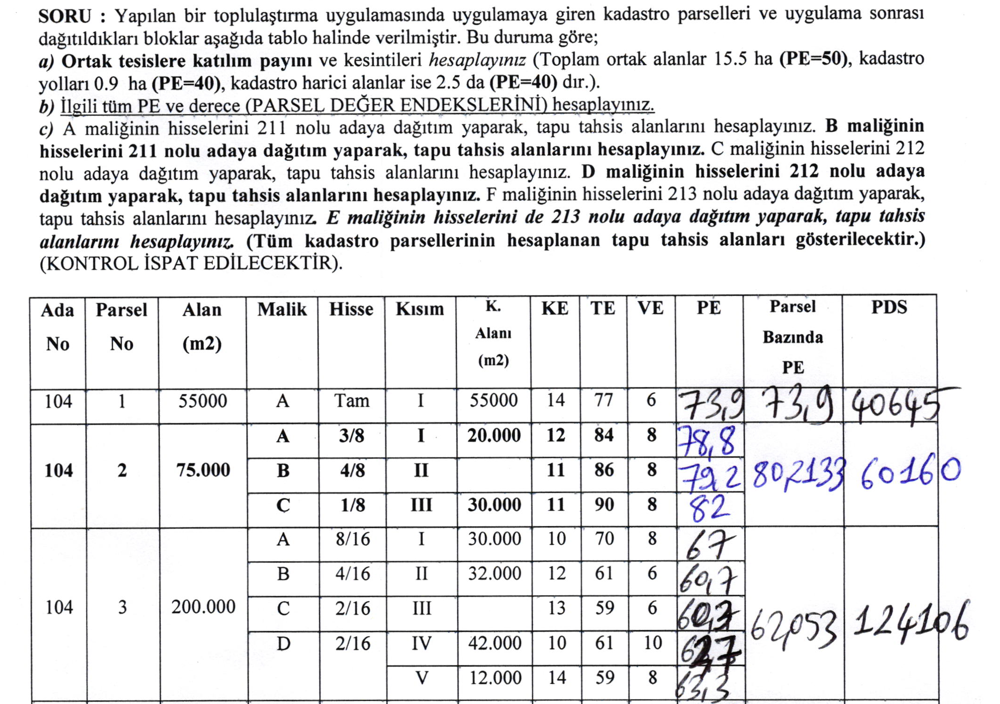 SORU : Yapılan bir toplulaştırma uygulamasında uygulamaya giren kadastro parselleri ve uygulama sonrası
dağıtıldıkları bloklar aşağıda tablo halinde verilmiştir. Bu duruma göre;
a) Ortak tesislere katılım payını ve kesintileri hesaplayınız (Toplam ortak alanlar 15.5 ha (PE=50), kadastro
yolları 0.9 ha (PE=40), kadastro harici alanlar ise 2.5 da (PE=40) dır.).
b) İlgili tüm PE ve derece (PARSEL DEĞER ENDEKSLERİNİ) hesaplayınız.
c) A maliğinin hisselerini 211 nolu adaya dağıtım yaparak, tapu tahsis alanlarını hesaplayınız. B maliğinin
hisselerini 211 nolu adaya dağıtım yaparak, tapu tahsis alanlarını hesaplayınız. C maliğinin hisselerini 212
nolu adaya dağıtım yaparak, tapu tahsis alanlarını hesaplayınız. D maliğinin hisselerini 212 nolu adaya
dağıtım yaparak, tapu tahsis alanlarını hesaplayınız. F maliğinin hisselerini 213 nolu adaya dağıtım yaparak,
tapu tahsis alanlarını hesaplayınız. E maliğinin hisselerini de 213 nolu adaya dağıtım yaparak, tapu tahsis
alanlarını hesaplayınız. (Tüm kadastro parsellerinin hesaplanan tapu tahsis alanları gösterilecektir.)
(KONTROL İSPAT EDİLECEKTİR).
Ada No Parsel No Alan (m2) Malik Hisse Kısım K. Alanı (m2) KE TE VE PE Parsel Bazında PE PDS
104 1 55000 A Tam I 55000 14 77 6 73,9 73,9 40645
A 3/8 I 20.000 12 84 8 78,8
104 2 75.000 B 4/8 II 11 86 8 79,2 80,2133 60160
C 1/8 III 30.000 11 90 8 82
A 8/16 I 30.000 10 70 8 67
B 4/16 II 32.000 12 61 6 60,7
104 3 200.000 C 2/16 III 13 59 6 62,053 124106
D 2/16 IV 42.000 10 61 10
V 12.000 14 59 8 63,3